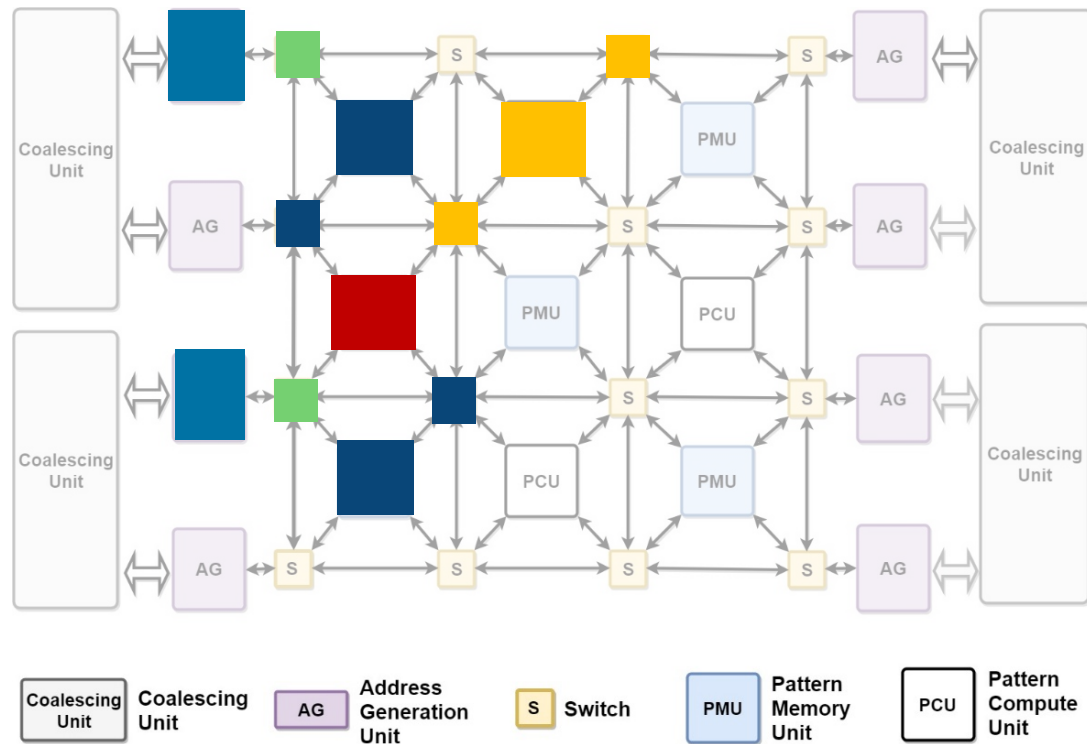 S
S
AG
Coalescing
Unit
PMU
Coalescing
Unit
AG
S
S
AG
PMU
PCU
S
S
AG
Coalescing
Unit
PCU
PMU
Coalescing
Unit
AG
S
S
S
S
AG
Coalescing
Unit
Coalescing
Unit
AG
Address
Generation
Unit
S
Switch
PMU
Pattern
Memory
Unit
PCU
Pattern
Compute
Unit